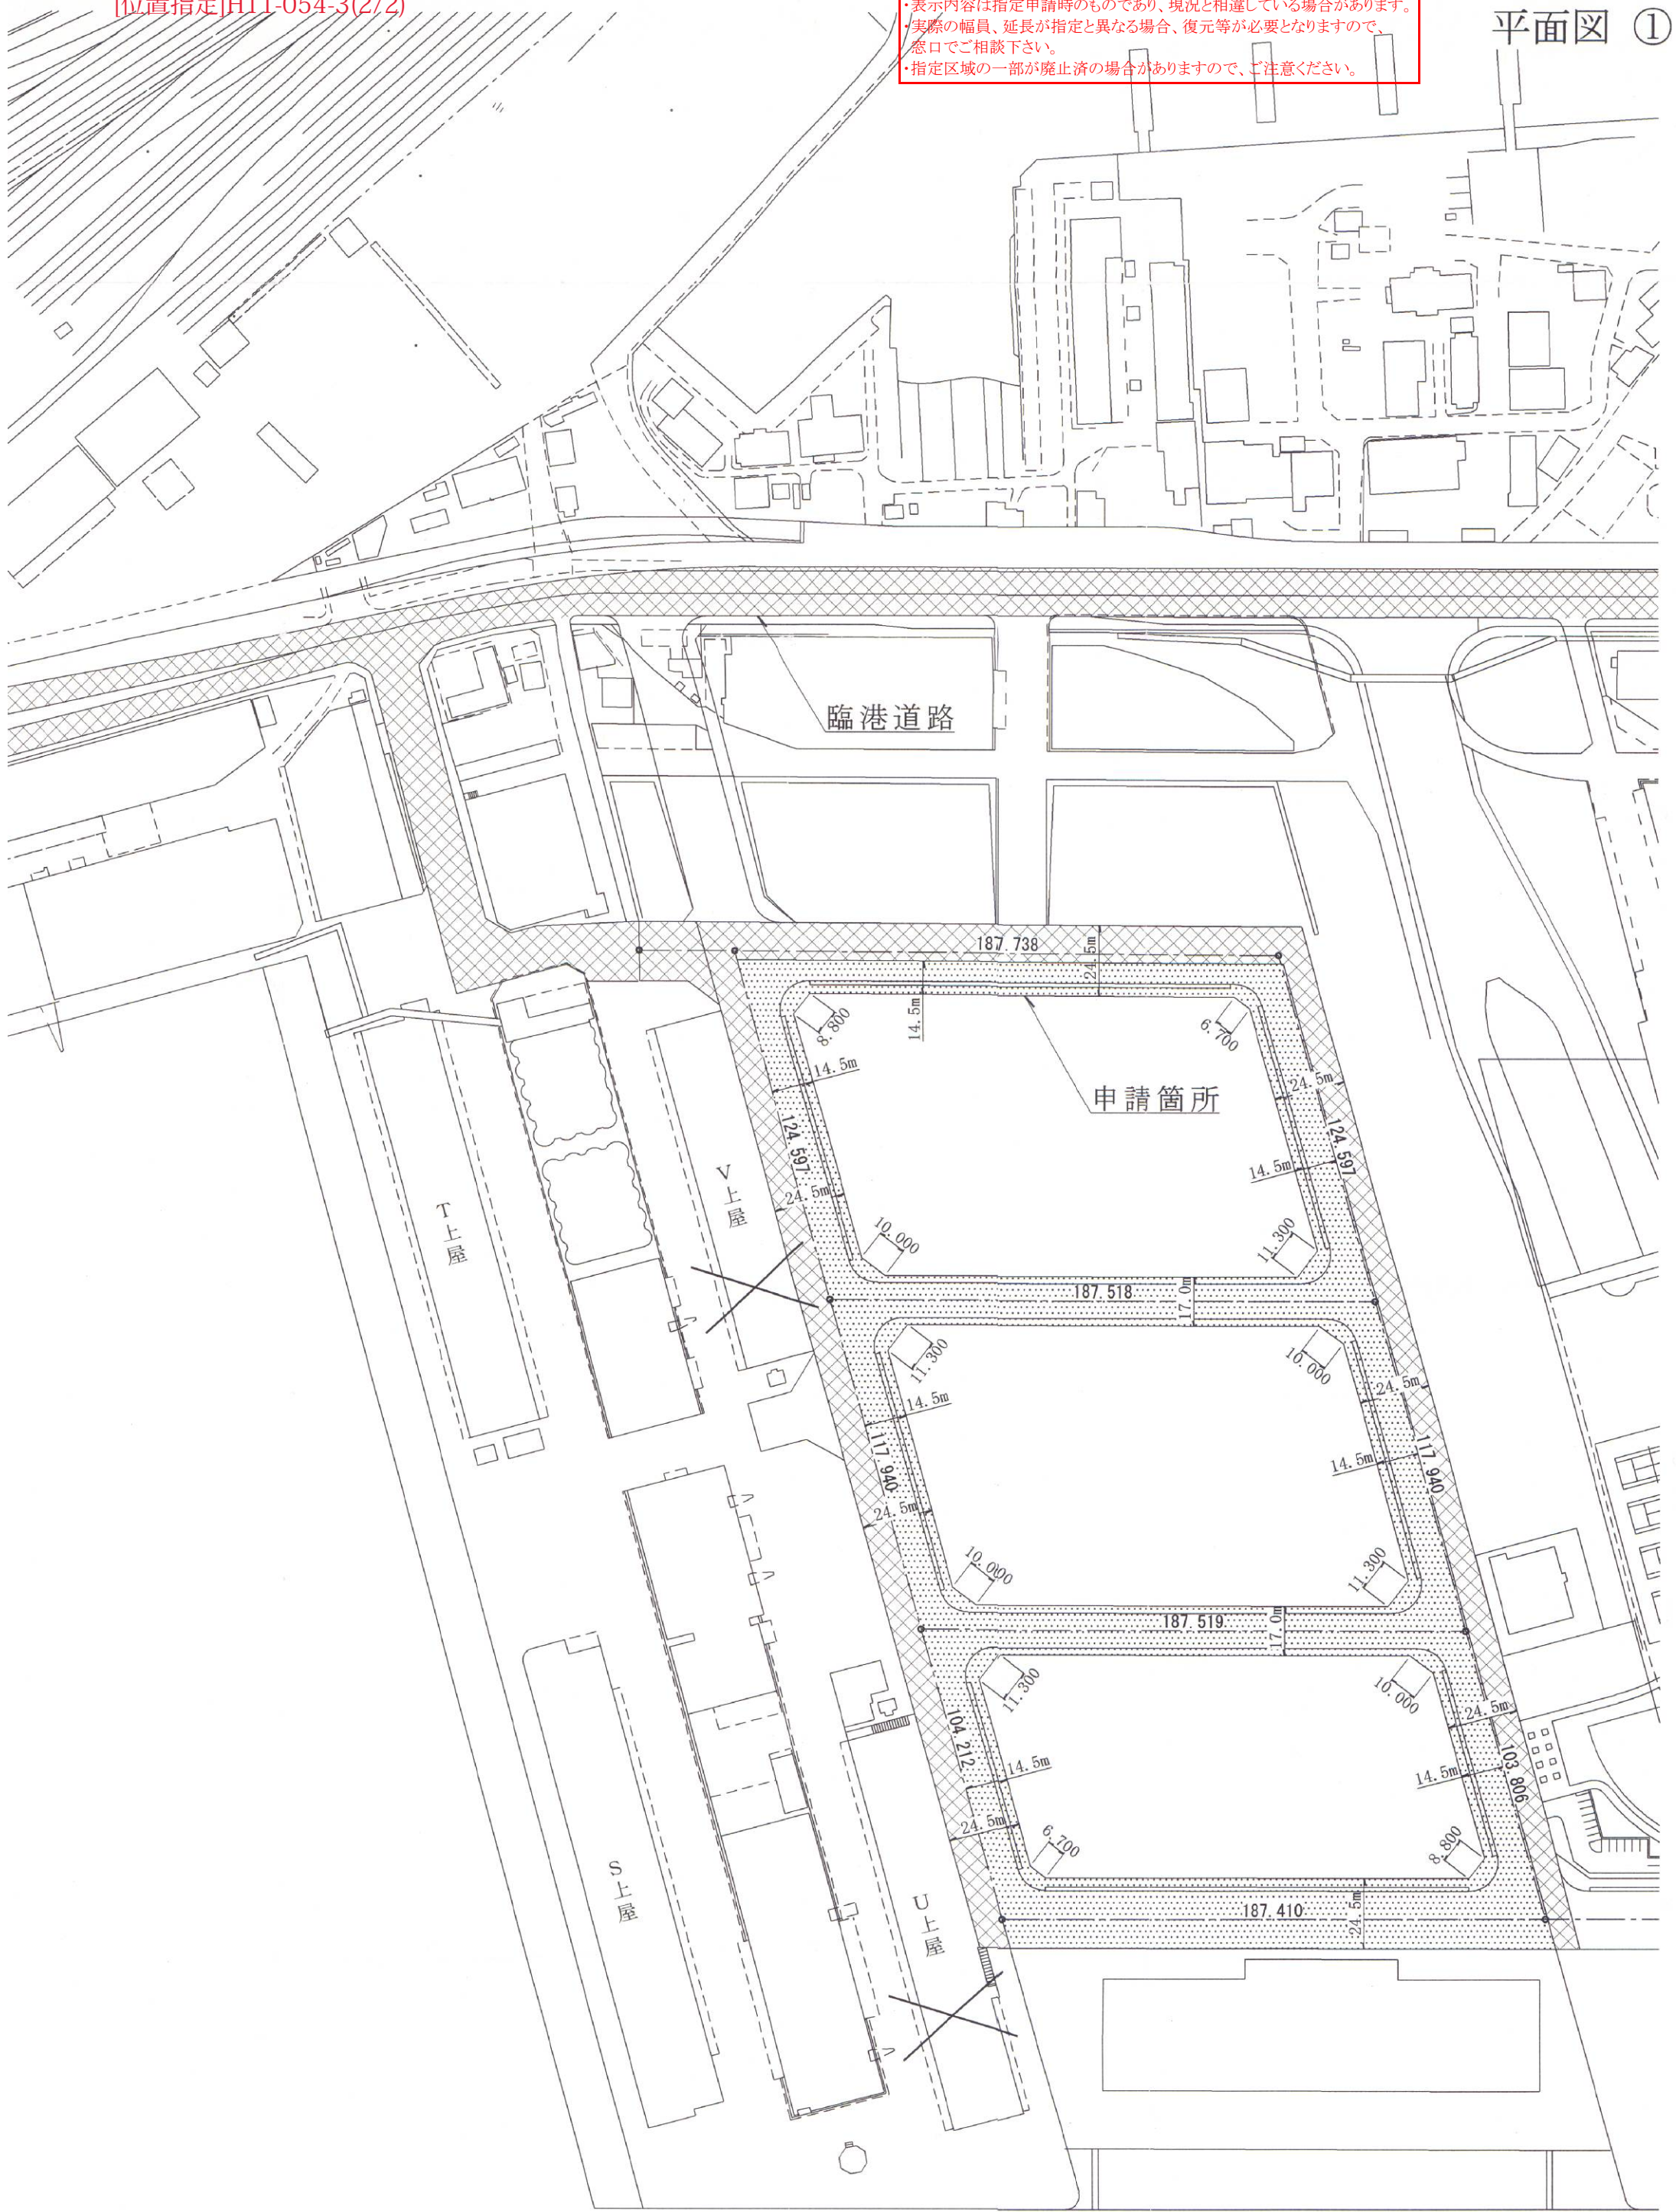 [位置指定]H11-054-3(2/2)
・表示内容は指定申請時のものであり、現況と相違している場合があります。
・実際の幅員、延長が指定と異なる場合、復元等が必要となりますので、
窓口でご相談下さい。
・指定区域の一部が廃止済の場合がありますので、ご注意ください。
平面図 ①
臨港道路
187.738
24.5m
14.5m
8.800
6.700
申請箇所
14.5m
24.5m
124.597
124.597
14.5m
24.5m
V上屋
T上屋
10.000
11.300
187.518
17.0m
11.300
10.000
14.5m
24.5m
117.940
117.940
14.5m
24.5m
10.000
11.300
187.519
17.0m
11.300
10.000
24.5m
104.212
103.806
14.5m
14.5m
24.5m
6.700
8.800
S上屋
U上屋
187.410
24.5m